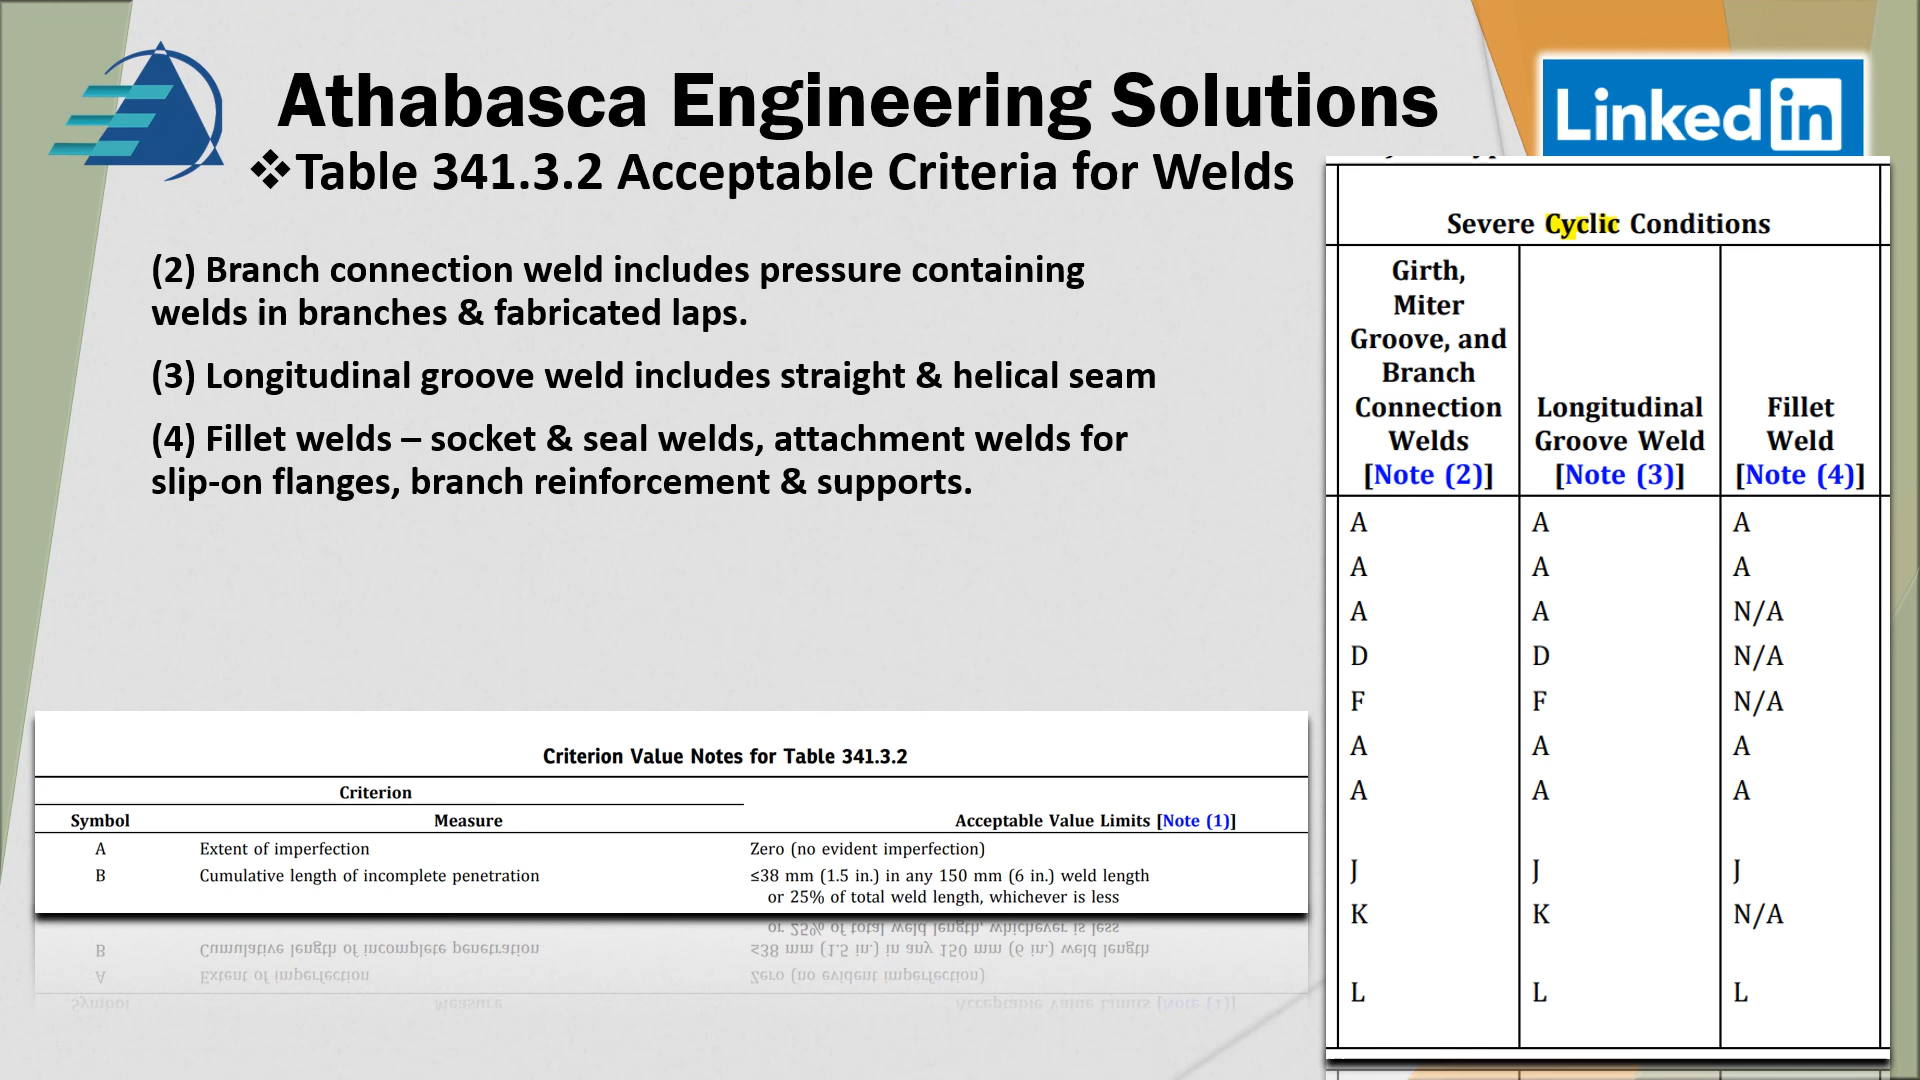 Athabasca Engineering Solutions
❖Table 341.3.2 Acceptable Criteria for Welds
Linked in
(2) Branch connection weld includes pressure containing
welds in branches & fabricated laps.
(3) Longitudinal groove weld includes straight & helical seam
(4) Fillet welds – socket & seal welds, attachment welds for
slip-on flanges, branch reinforcement & supports.
Severe Cyclic Conditions
Girth,
Miter
Groove, and
Branch
Connection Longitudinal Fillet
Welds Groove Weld Weld
[Note (2)] [Note (3)] [Note (4)]
A A A
A A A
A A N/A
D D N/A
F F N/A
A A A
A A A
J J J
K K N/A
L L L
Criterion Value Notes for Table 341.3.2
Criterion
Symbol Measure Acceptable Value Limits [Note (1)]
A Extent of imperfection Zero (no evident imperfection)
B Cumulative length of incomplete penetration ≤38 mm (1.5 in.) in any 150 mm (6 in.) weld length
or 25% of total weld length, whichever is less